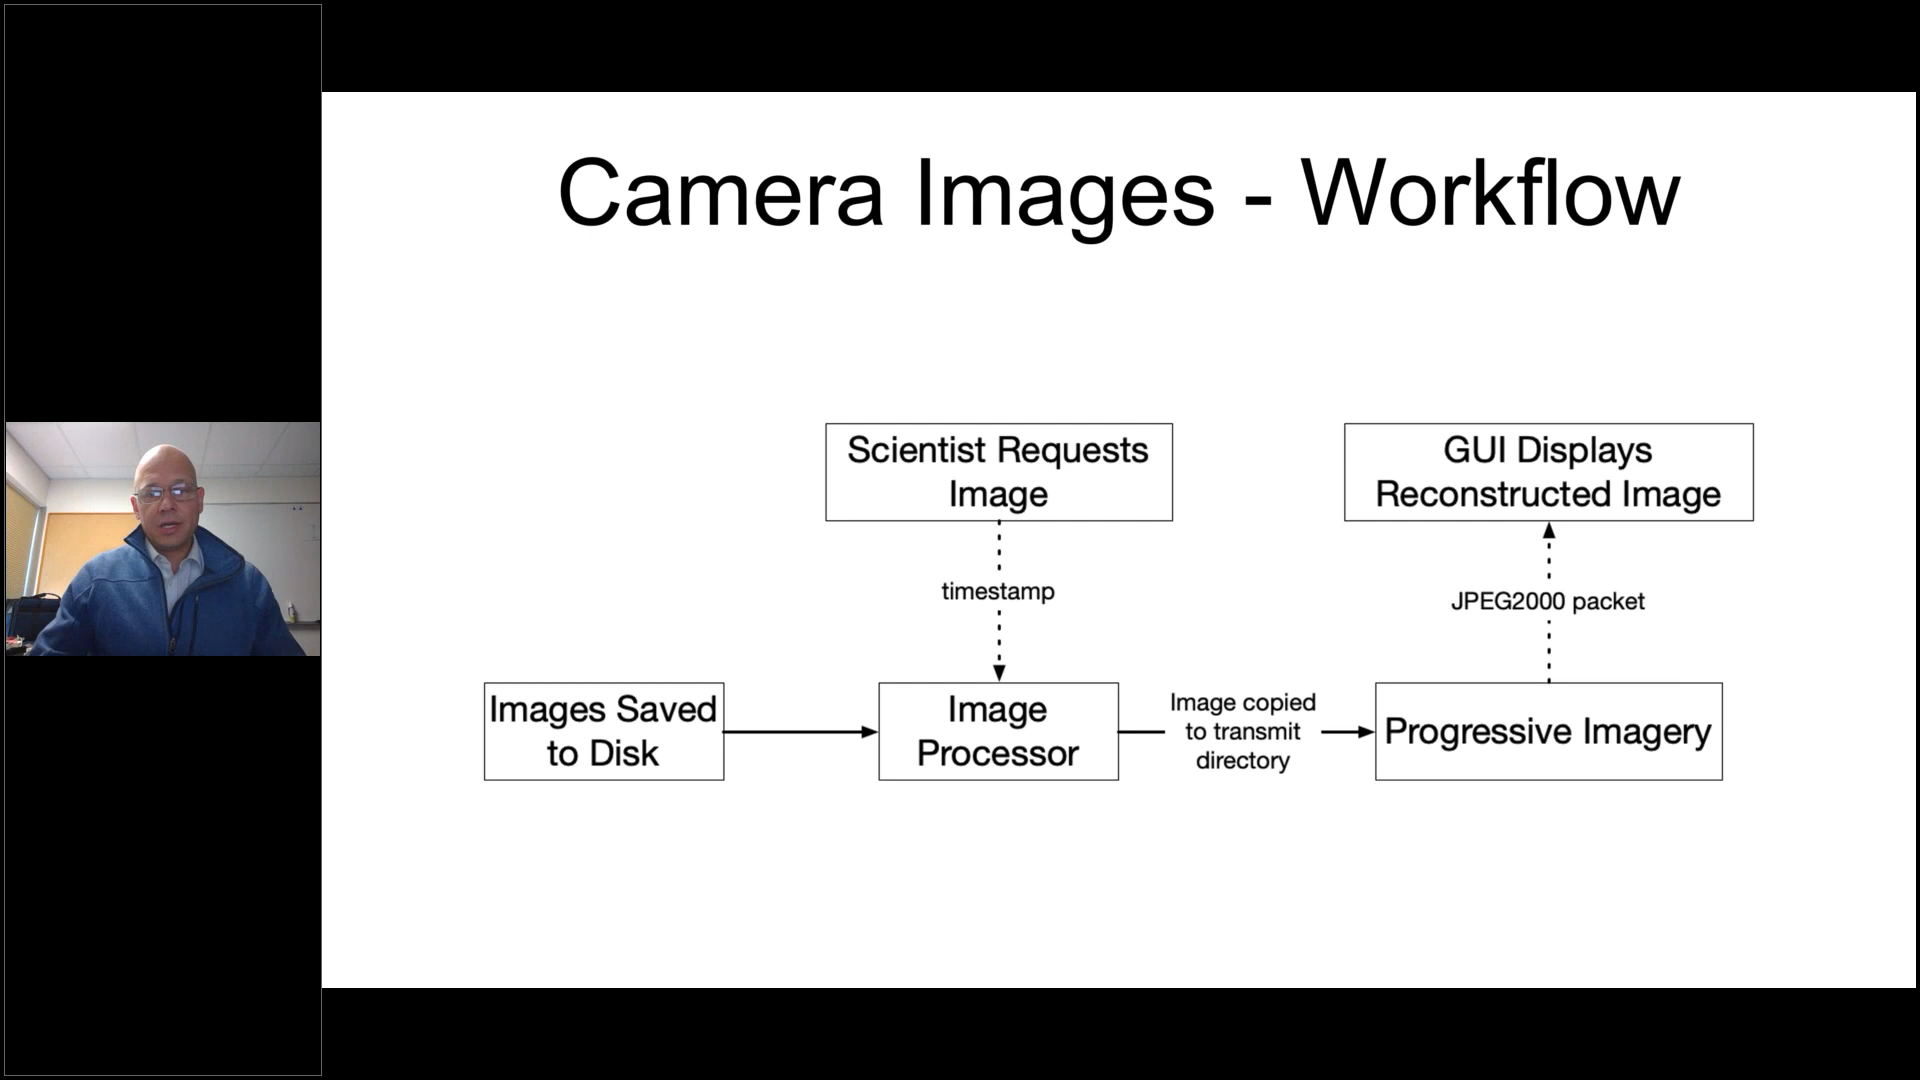 Camera Images - Workflow
Scientist Requests
Image
GUI Displays
Reconstructed Image
timestamp
JPEG2000 packet
Images Saved
to Disk
Image
Processor
Image copied
to transmit
directory
Progressive Imagery